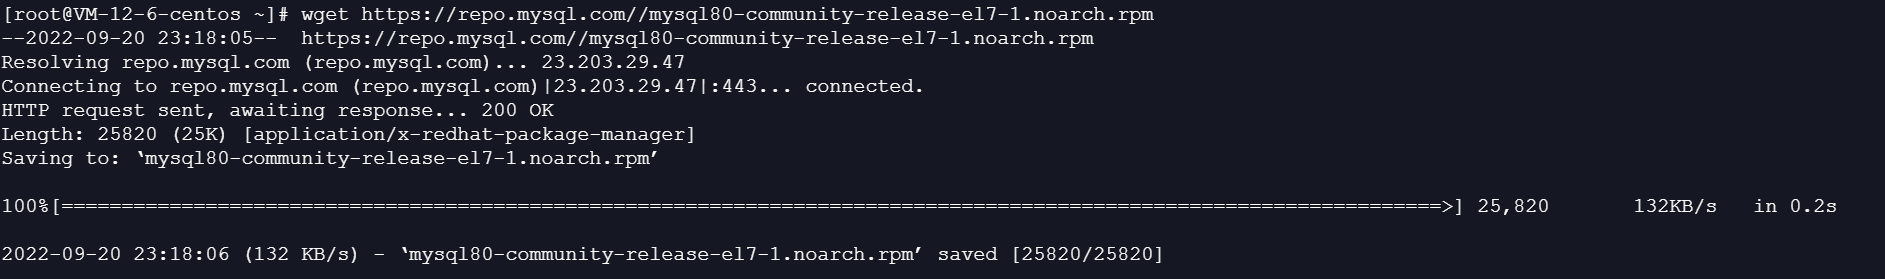 [root@VM-12-6-centos ~]# wget https://repo.mysql.com//mysql80-community-release-el7-1.noarch.rpm
--2022-09-20 23:18:05--  https://repo.mysql.com//mysql80-community-release-el7-1.noarch.rpm
Resolving repo.mysql.com (repo.mysql.com)... 23.203.29.47
Connecting to repo.mysql.com (repo.mysql.com)|23.203.29.47|:443... connected.
HTTP request sent, awaiting response... 200 OK
Length: 25820 (25K) [application/x-redhat-package-manager]
Saving to: ‘mysql80-community-release-el7-1.noarch.rpm’
100%[===================================================================================================================>] 25,820       132KB/s   in 0.2s
2022-09-20 23:18:06 (132 KB/s) - ‘mysql80-community-release-el7-1.noarch.rpm’ saved [25820/25820]